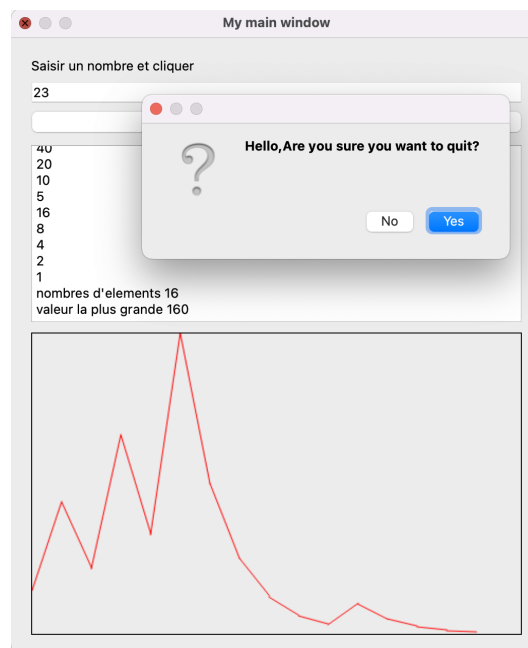 My main window
Saisir un nombre et cliquer
23
Hello,Are you sure you want to quit?
No
Yes
40
20
10
5
16
8
4
2
1
nombres d'elements 16
valeur la plus grande 160